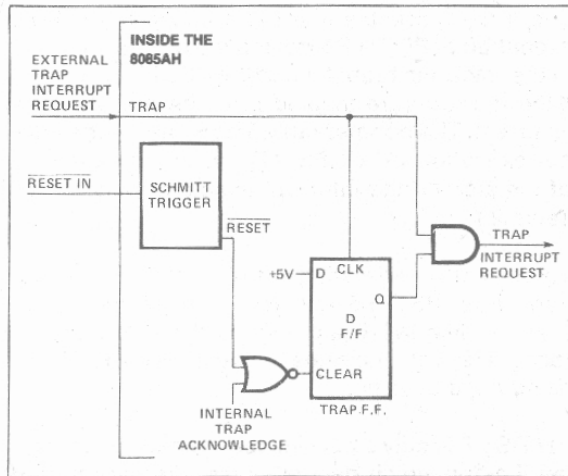 INSIDE THE
8085AH
EXTERNAL
TRAP
INTERRUPT
REQUEST
TRAP
RESET IN
SCHMITT
TRIGGER
RESET
TRAP
INTERRUPT
REQUEST
+5V
D
CLK
Q
D
F/F
CLEAR
TRAP F.F.
INTERNAL
TRAP
ACKNOWLEDGE